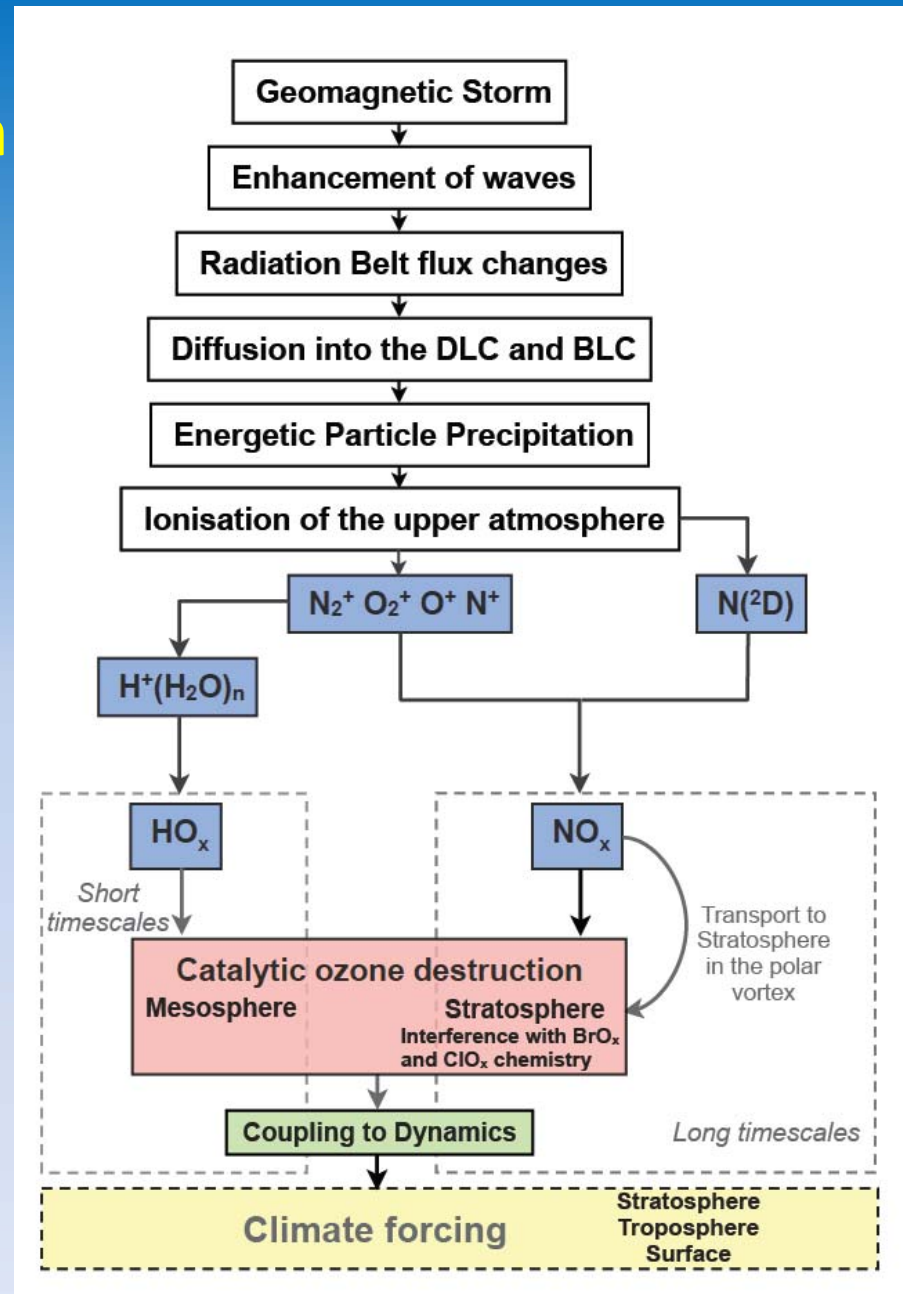 Geomagnetic Storm
Enhancement of waves
Radiation Belt flux changes
Diffusion into the DLC and BLC
Energetic Particle Precipitation
Ionisation of the upper atmosphere
N₂⁺ O₂⁺ O⁺ N⁺
N(²D)
H⁺(H₂O)ₙ
HOₓ
NOₓ
Short
timescales
Transport to
Stratosphere
in the polar
vortex
Catalytic ozone destruction
Mesosphere
Stratosphere
Interference with BrOₓ
and ClOₓ chemistry
Coupling to Dynamics
Long timescales
Climate forcing
Stratosphere
Troposphere
Surface